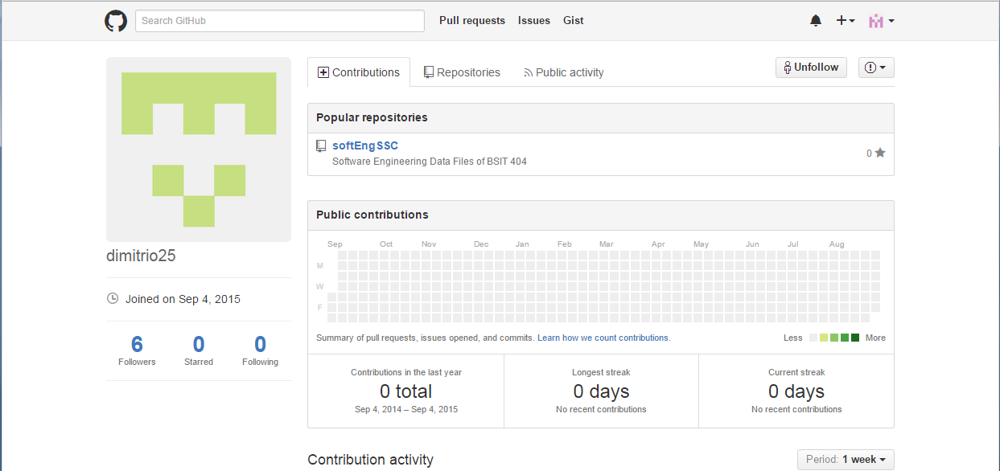 Search GitHub Pull requests Issues Gist
Contributions Repositories Public activity Unfollow
Popular repositories
softEngSSC
Software Engineering Data Files of BSIT 404
0
dimitrio25
Joined on Sep 4, 2015
6 0 0
Followers Starred Following
Public contributions
Sep Oct Nov Dec Jan Feb Mar Apr May Jun Jul Aug
M
W
F
Summary of pull requests, issues opened, and commits. Learn how we count contributions. Less More
Contributions in the last year Longest streak Current streak
0 total 0 days 0 days
Sep 4, 2014 – Sep 4, 2015 No recent contributions No recent contributions
Contribution activity Period: 1 week